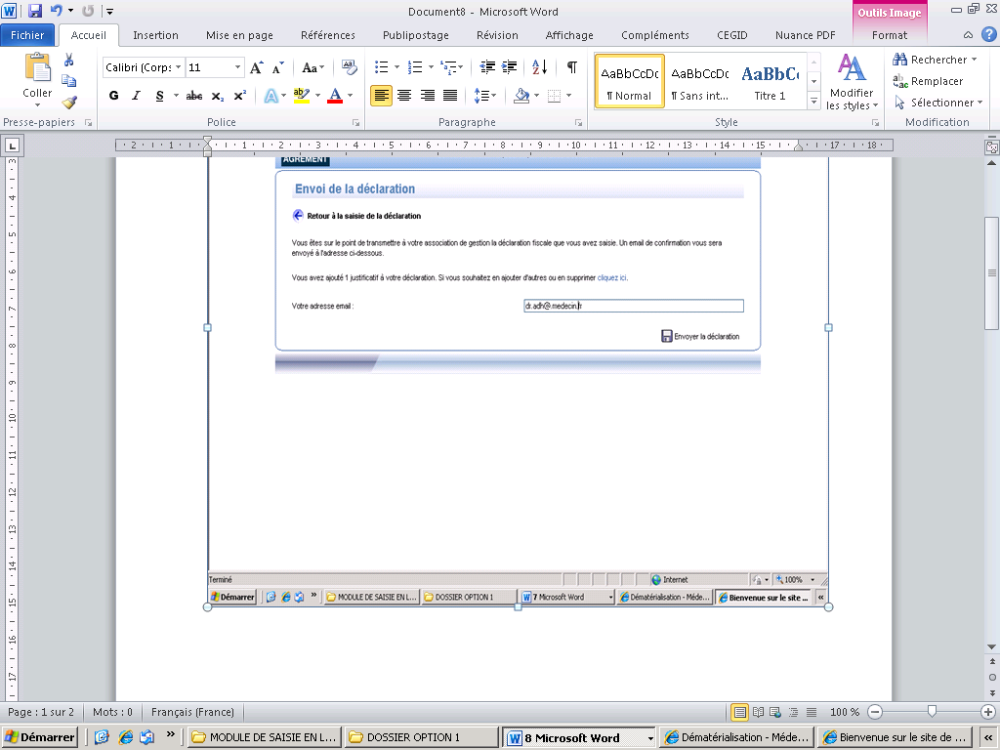 Document8 - Microsoft Word
Outils Image
Fichier Accueil Insertion Mise en page Références Publipostage Révision Affichage Compléments CEGID Nuance PDF Format
Coller
Calibri (Corps 11
Aa
G I S abc X₂ X²
AaBbCcDc AaBbCcDc AaBbC
¶ Normal ¶ Sans int... Titre 1
Modifier les styles
Rechercher
Remplacer
Sélectionner
Presse-papiers Police Paragraphe Style Modification
2 1 1 2 3 4 5 6 7 8 9 10 11 12 13 14 15 17 18
AGREMENT
Envoi de la déclaration
Retour à la saisie de la déclaration
Vous êtes sur le point de transmettre à votre association de gestion la déclaration fiscale que vous avez saisie. Un email de confirmation vous sera
envoyé à l'adresse ci-dessous.
Vous avez ajouté 1 justificatif à votre déclaration. Si vous souhaitez en ajouter d'autres ou en supprimer cliquez ici.
Votre adresse email : dr.adh@.medecin.fr
Envoyer la déclaration
Terminé Internet 100%
Démarrer » MODULE DE SAISIE EN L... DOSSIER OPTION 1 7 Microsoft Word Dématérialisation - Méde... Bienvenue sur le site ... «
Page : 1 sur 2 Mots : 0 Français (France) 100 %
Démarrer » MODULE DE SAISIE EN L... DOSSIER OPTION 1 8 Microsoft Word Dématérialisation - Méde... Bienvenue sur le site de ... «